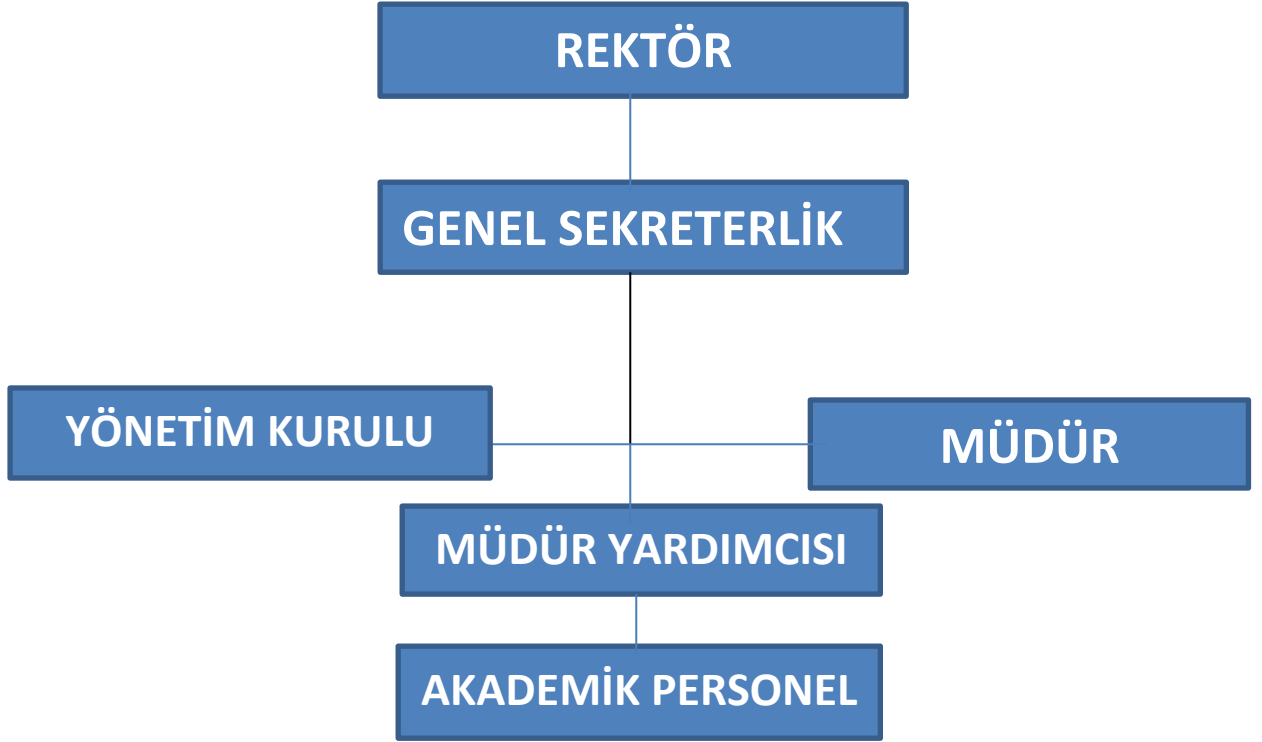 REKTÖR
GENEL SEKRETERLİK
YÖNETİM KURULU
MÜDÜR
MÜDÜR YARDIMCISI
AKADEMİK PERSONEL